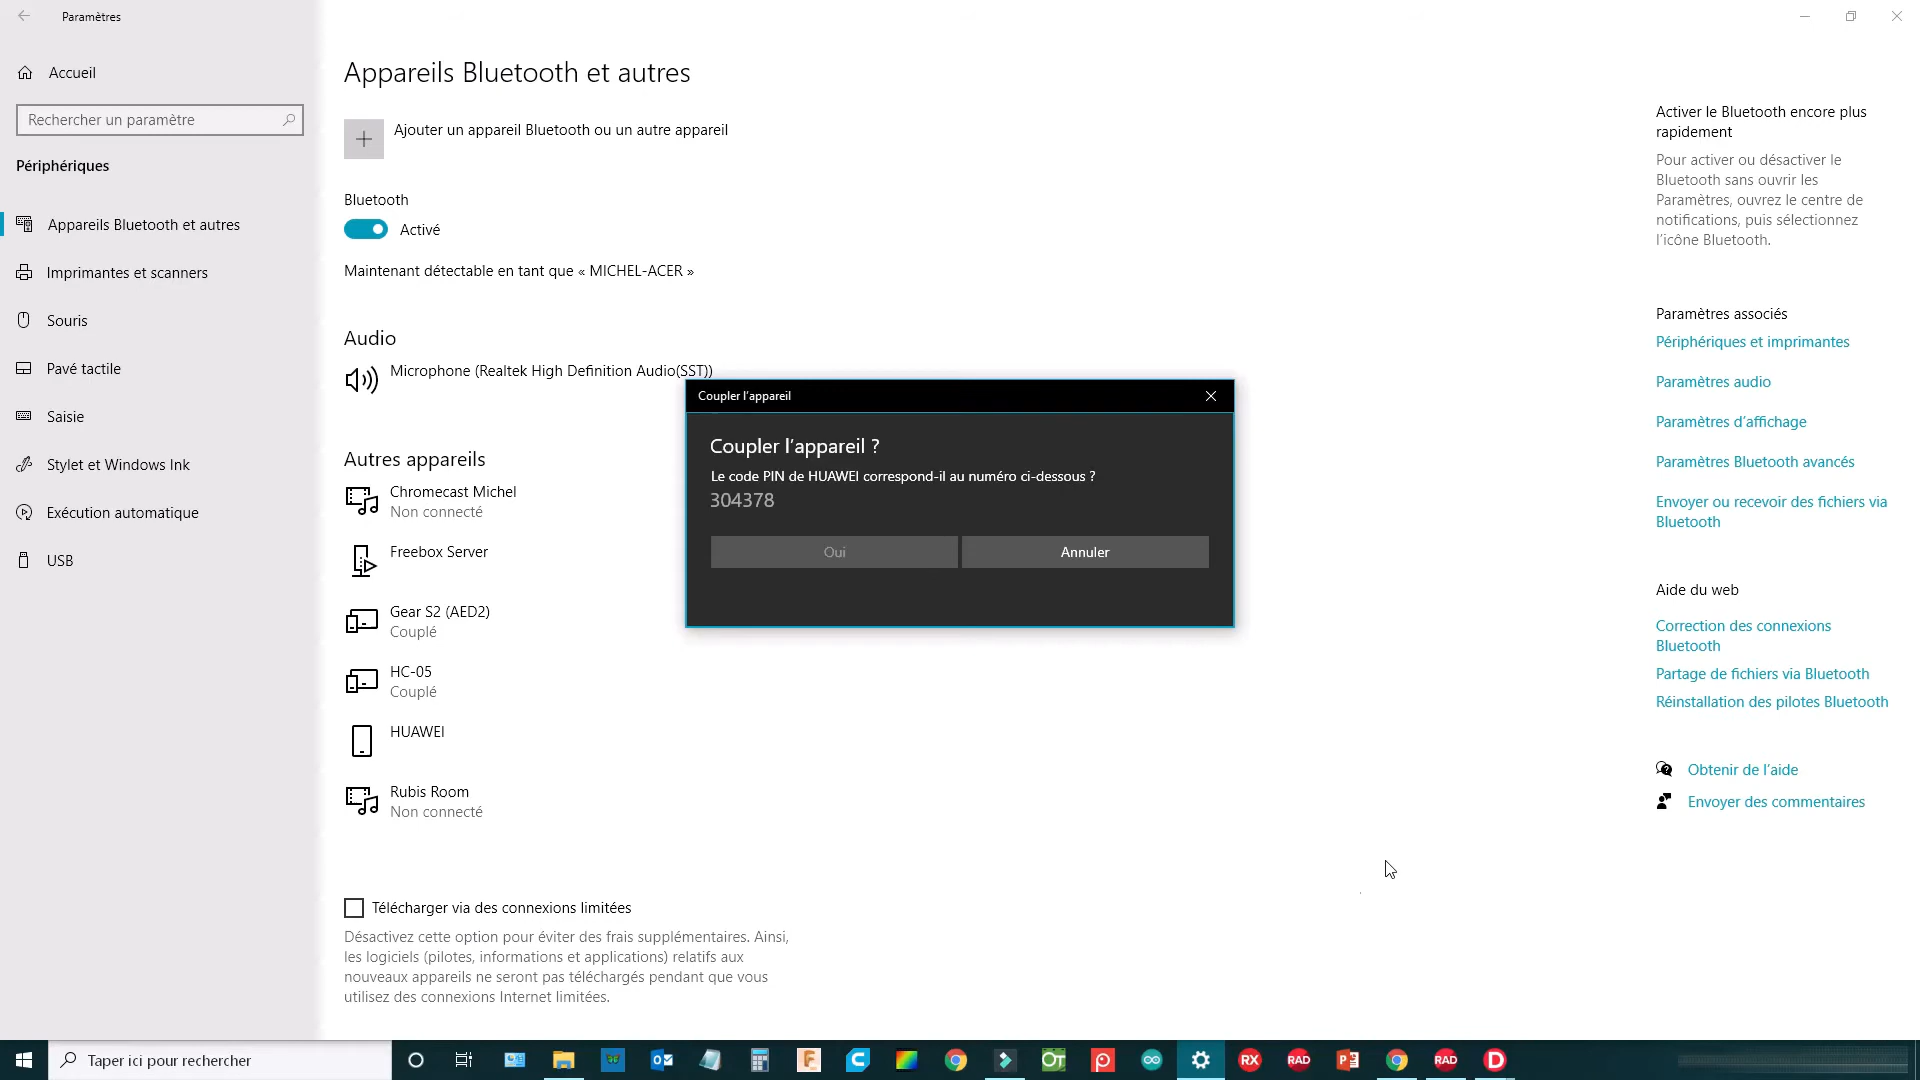 Paramètres
Accueil
Rechercher un paramètre
Périphériques
Appareils Bluetooth et autres
Imprimantes et scanners
Souris
Pavé tactile
Saisie
Stylet et Windows Ink
Exécution automatique
USB
Appareils Bluetooth et autres
Ajouter un appareil Bluetooth ou un autre appareil
Bluetooth
Activé
Maintenant détectable en tant que « MICHEL-ACER »
Audio
Microphone (Realtek High Definition Audio(SST))
Autres appareils
Chromecast Michel
Non connecté
Freebox Server
Gear S2 (AED2)
Couplé
HC-05
Couplé
HUAWEI
Rubis Room
Non connecté
Télécharger via des connexions limitées
Désactivez cette option pour éviter des frais supplémentaires. Ainsi,
les logiciels (pilotes, informations et applications) relatifs aux
nouveaux appareils ne seront pas téléchargés pendant que vous
utilisez des connexions Internet limitées.
Coupler l'appareil
Coupler l'appareil ?
Le code PIN de HUAWEI correspond-il au numéro ci-dessous ?
304378
Oui
Annuler
Activer le Bluetooth encore plus
rapidement
Pour activer ou désactiver le
Bluetooth sans ouvrir les
Paramètres, ouvrez le centre de
notifications, puis sélectionnez
l'icône Bluetooth.
Paramètres associés
Périphériques et imprimantes
Paramètres audio
Paramètres d'affichage
Paramètres Bluetooth avancés
Envoyer ou recevoir des fichiers via
Bluetooth
Aide du web
Correction des connexions
Bluetooth
Partage de fichiers via Bluetooth
Réinstallation des pilotes Bluetooth
Obtenir de l'aide
Envoyer des commentaires
Taper ici pour rechercher
RX
RAD
RAD